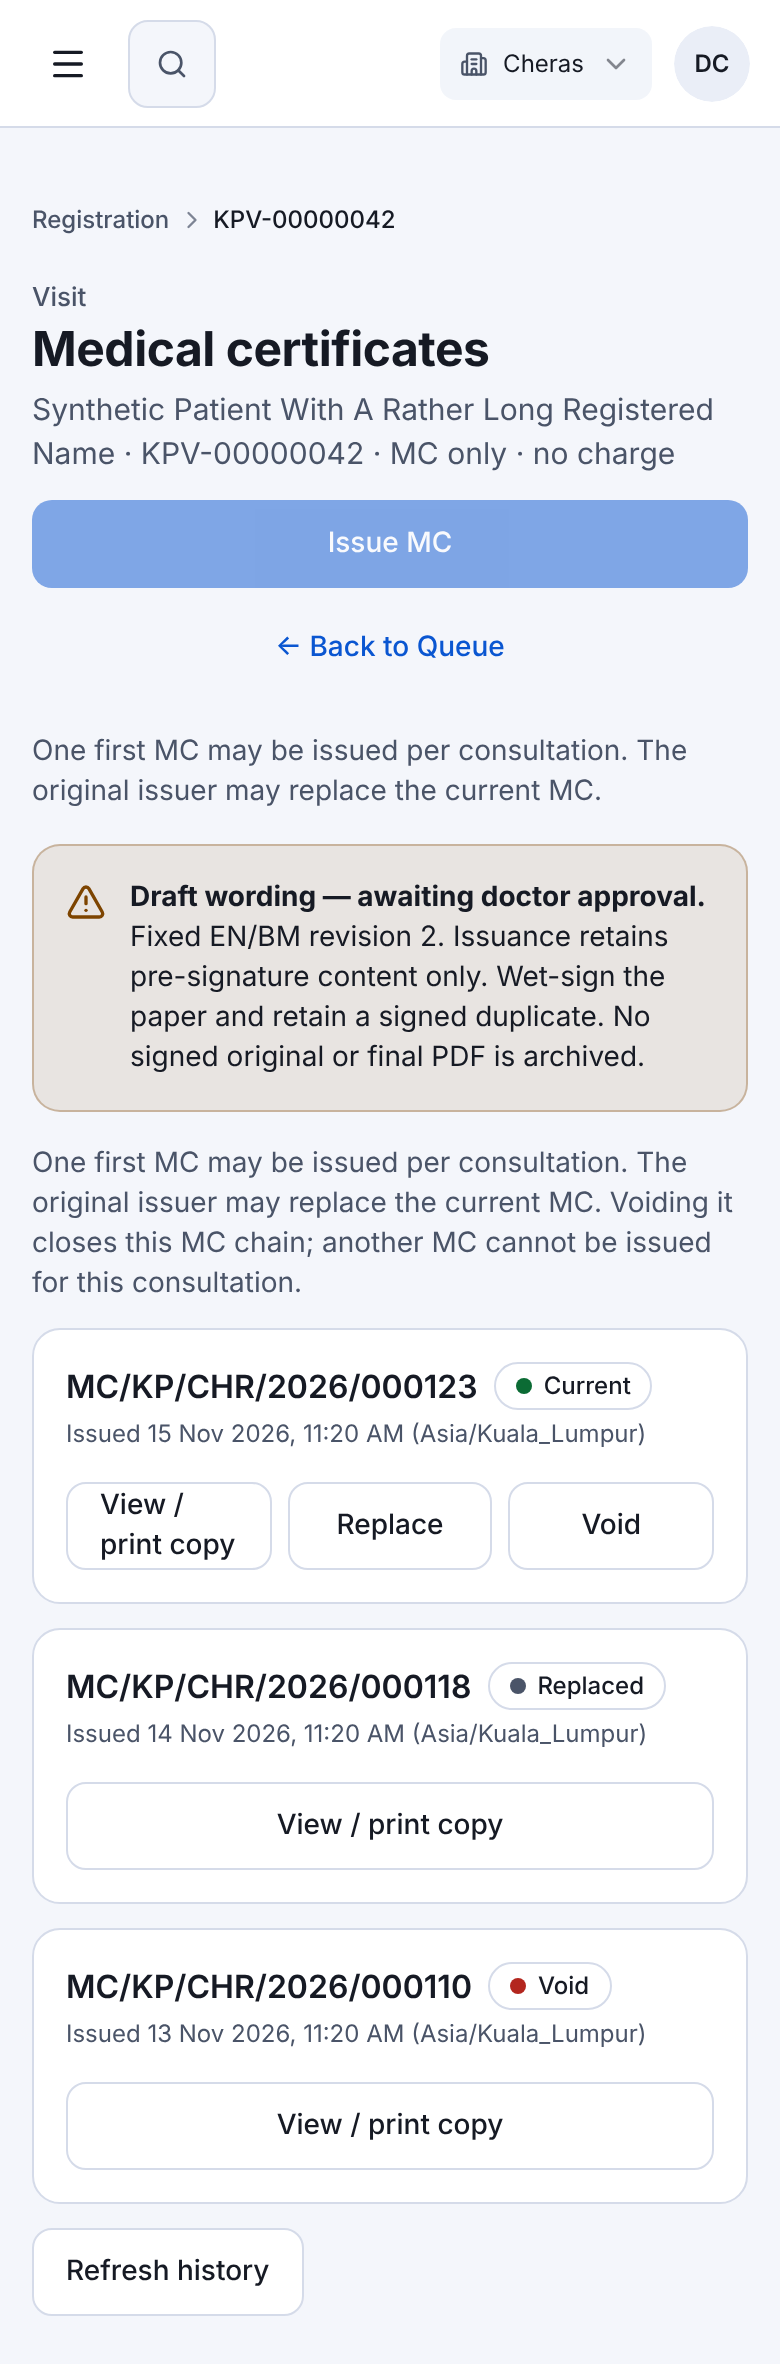 Cheras
DC
Registration > KPV-00000042
Visit
Medical certificates
Synthetic Patient With A Rather Long Registered
Name · KPV-00000042 · MC only · no charge
Issue MC
← Back to Queue
One first MC may be issued per consultation. The
original issuer may replace the current MC.
Draft wording — awaiting doctor approval.
Fixed EN/BM revision 2. Issuance retains
pre-signature content only. Wet-sign the
paper and retain a signed duplicate. No
signed original or final PDF is archived.
One first MC may be issued per consultation. The
original issuer may replace the current MC. Voiding it
closes this MC chain; another MC cannot be issued
for this consultation.
MC/KP/CHR/2026/000123 Current
Issued 15 Nov 2026, 11:20 AM (Asia/Kuala_Lumpur)
View /
print copy
Replace
Void
MC/KP/CHR/2026/000118 Replaced
Issued 14 Nov 2026, 11:20 AM (Asia/Kuala_Lumpur)
View / print copy
MC/KP/CHR/2026/000110 Void
Issued 13 Nov 2026, 11:20 AM (Asia/Kuala_Lumpur)
View / print copy
Refresh history